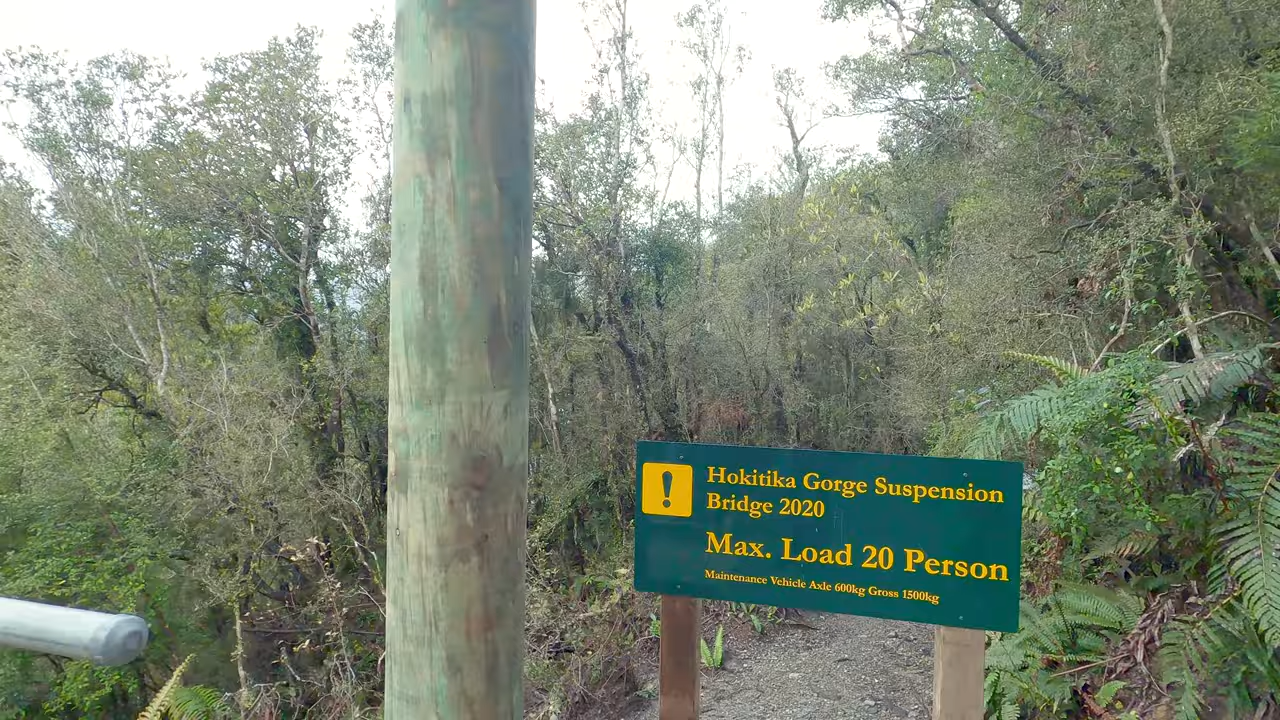 Hokitika Gorge Suspension
Bridge 2020
Max. Load 20 Person
Maintenance Vehicle Axle 600kg Gross 1500kg